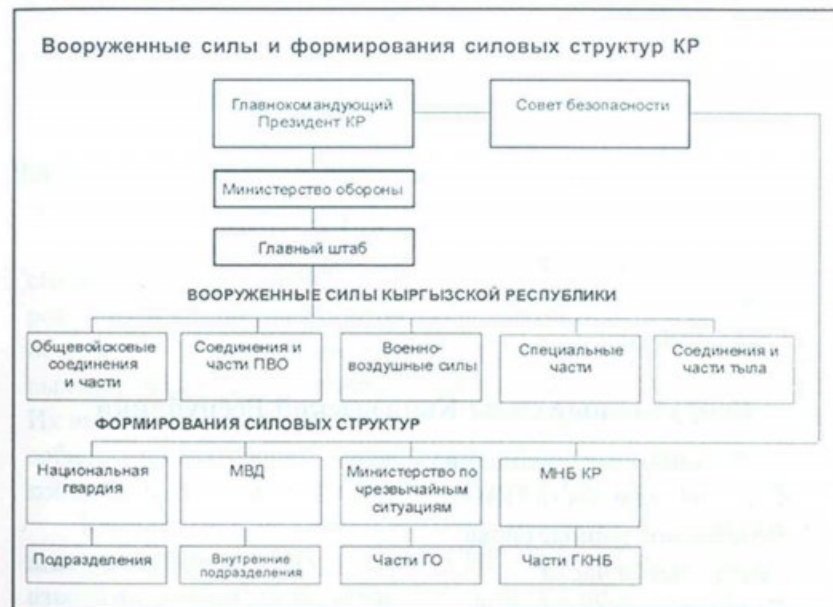 Вооруженные силы и формирования силовых структур КР
Главнокомандующий
Президент КР
Совет безопасности
Министерство обороны
Главный штаб
ВООРУЖЕННЫЕ СИЛЫ КЫРГЫЗСКОЙ РЕСПУБЛИКИ
Общевойсковые
соединения
и части
Соединения и
части ПВО
Военно-
воздушные силы
Специальные
части
Соединения и
части тыла
ФОРМИРОВАНИЯ СИЛОВЫХ СТРУКТУР
Национальная
гвардия
МВД
Министерство по
чрезвычайным
ситуациям
МНБ КР
Подразделения
Внутренние
подразделения
Части ГО
Части ГКНБ